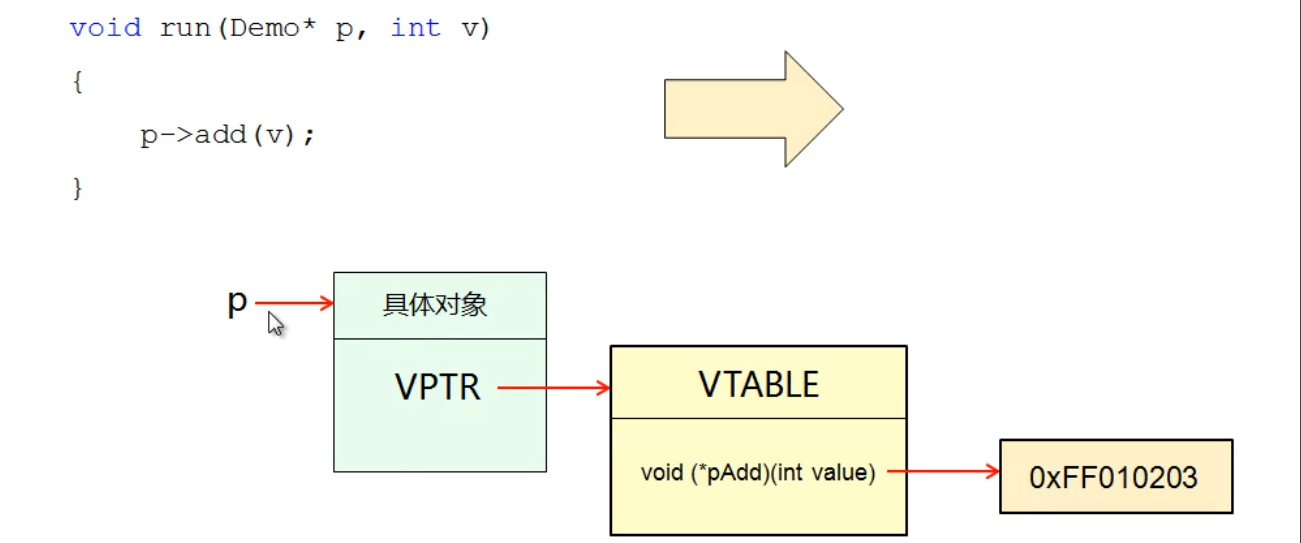 void run(Demo* p, int v)
{
p->add(v);
}
p
具体对象
VPTR
VTABLE
void (*pAdd)(int value)
0xFF010203